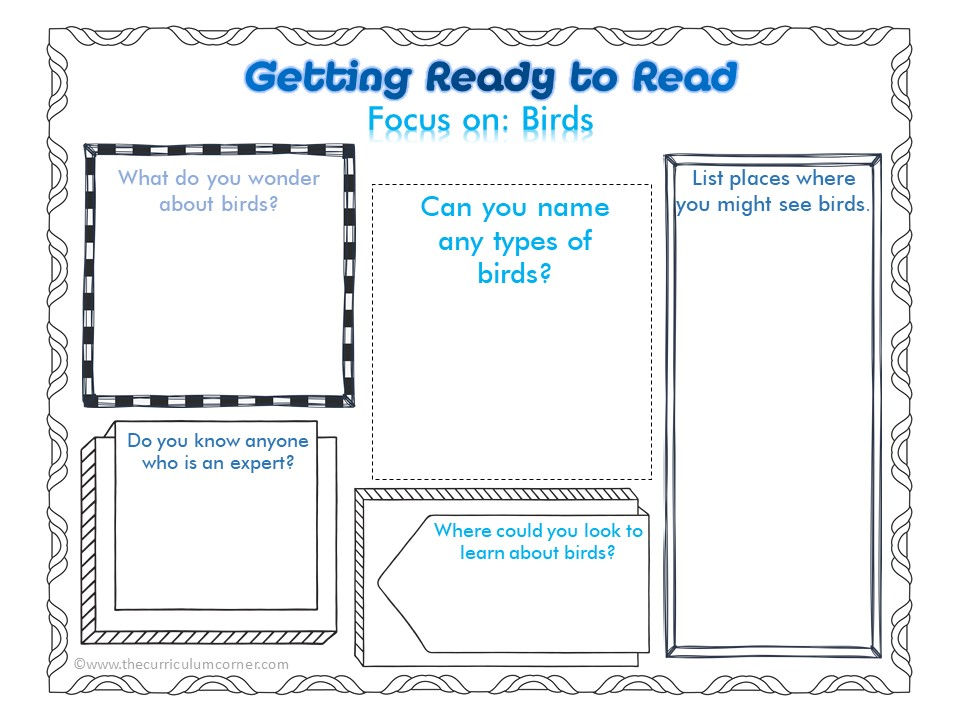 Getting Ready to Read
Focus on: Birds
What do you wonder
about birds?
Can you name
any types of
birds?
List places where
you might see birds.
Do you know anyone
who is an expert?
Where could you look to
learn about birds?
©www.thecurriculumcorner.com